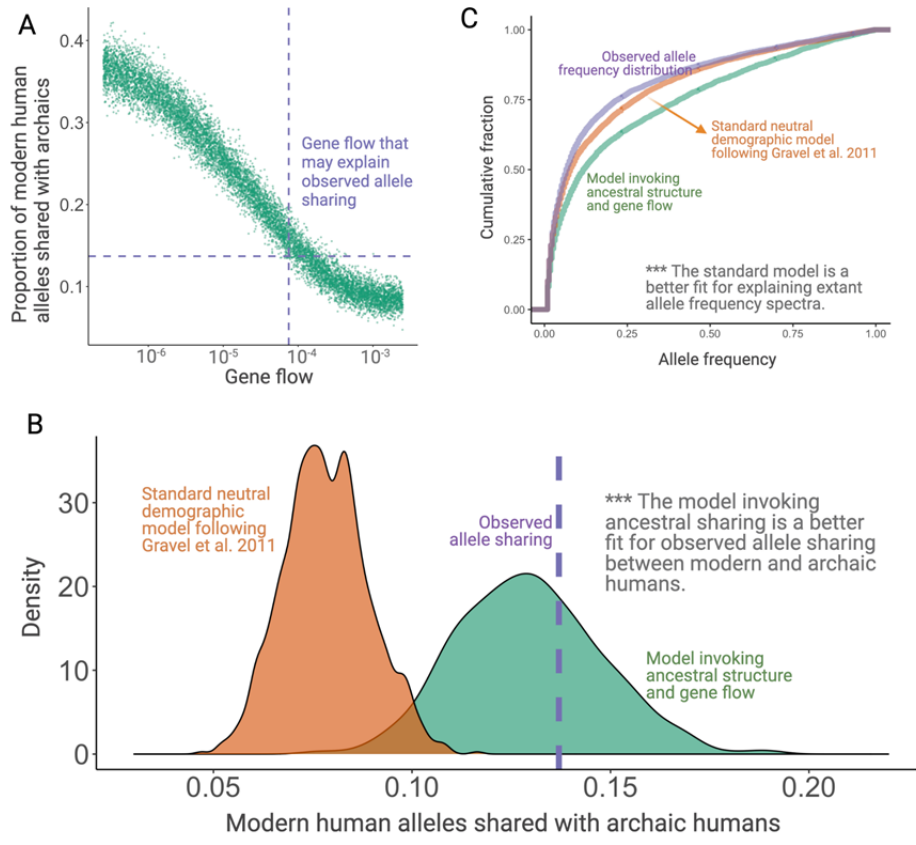 A
Proportion of modern human
alleles shared with archaics
0.4
0.3
0.2
0.1
Gene flow that
may explain
observed allele
sharing
10-6
10-5
10-4
10-3
Gene flow
C
Cumulative fraction
1.00
0.75
0.50
0.25
0.00
Observed allele
frequency distribution
Standard neutral
demographic model
following Gravel et al. 2011
Model invoking
ancestral structure
and gene flow
*** The standard model is a
better fit for explaining extant
allele frequency spectra.
0.00
0.25
0.50
0.75
1.00
Allele frequency
B
Density
30
20
10
0
Standard neutral
demographic
model following
Gravel et al. 2011
Observed
allele sharing
*** The model invoking
ancestral sharing is a better
fit for observed allele sharing
between modern and archaic
humans.
Model invoking
ancestral structure
and gene flow
0.05
0.10
0.15
0.20
Modern human alleles shared with archaic humans